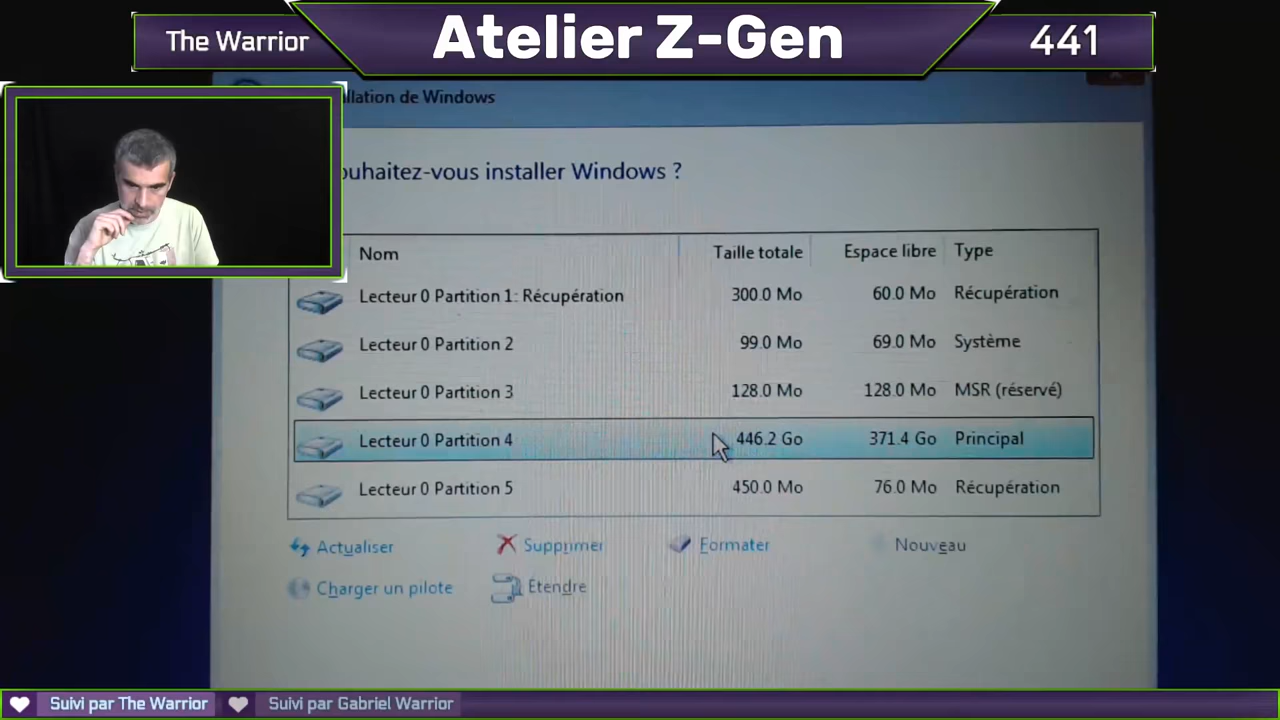 The Warrior
Atelier Z-Gen
441
llation de Windows
ouhaitez-vous installer Windows ?
Nom Taille totale Espace libre Type
Lecteur 0 Partition 1: Récupération 300.0 Mo 60.0 Mo Récupération
Lecteur 0 Partition 2 99.0 Mo 69.0 Mo Système
Lecteur 0 Partition 3 128.0 Mo 128.0 Mo MSR (réservé)
Lecteur 0 Partition 4 446.2 Go 371.4 Go Principal
Lecteur 0 Partition 5 450.0 Mo 76.0 Mo Récupération
Actualiser Supprimer Formater Nouveau
Charger un pilote Etendre
Suivi par The Warrior Suivi par Gabriel Warrior